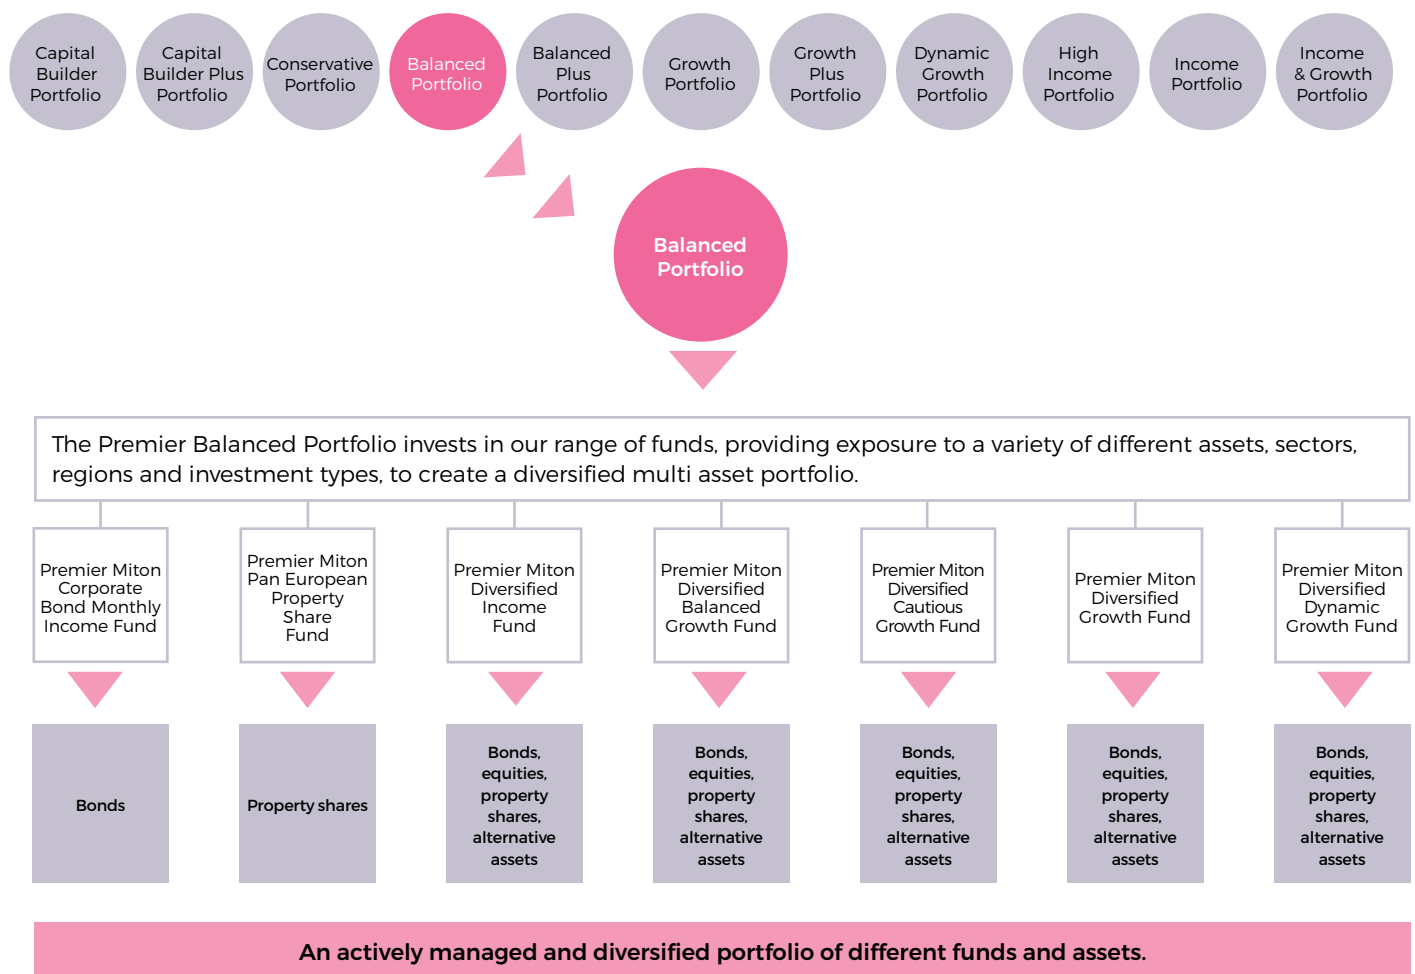 Capital
Builder
Portfolio
Capital
Builder Plus
Portfolio
Conservative
Portfolio
Balanced
Portfolio
Balanced
Plus
Portfolio
Growth
Portfolio
Growth
Plus
Portfolio
Dynamic
Growth
Portfolio
High
Income
Portfolio
Income
Portfolio
Income
& Growth
Portfolio
Balanced
Portfolio
The Premier Balanced Portfolio invests in our range of funds, providing exposure to a variety of different assets, sectors,
regions and investment types, to create a diversified multi asset portfolio.
Premier Miton
Corporate
Bond Monthly
Income Fund
Premier Miton
Pan European
Property
Share
Fund
Premier Miton
Diversified
Income
Fund
Premier Miton
Diversified
Balanced
Growth Fund
Premier Miton
Diversified
Cautious
Growth Fund
Premier Miton
Diversified
Growth Fund
Premier Miton
Diversified
Dynamic
Growth Fund
Bonds
Property shares
Bonds,
equities,
property
shares,
alternative
assets
Bonds,
equities,
property
shares,
alternative
assets
Bonds,
equities,
property
shares,
alternative
assets
Bonds,
equities,
property
shares,
alternative
assets
Bonds,
equities,
property
shares,
alternative
assets
An actively managed and diversified portfolio of different funds and assets.